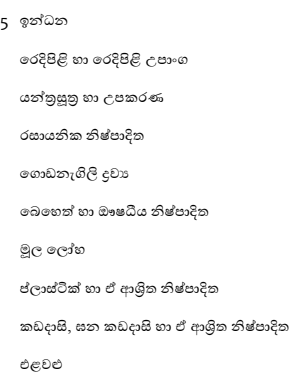 5 ඉන්ධන
රෙදිපිළි හා රෙදිපිළි උපාංග
යන්ත්‍රසූත්‍ර හා උපකරණ
රසායනික නිෂ්පාදිත
ගොඩනැගිලි ද්‍රව්‍ය
බෙහෙත් හා ඖෂධීය නිෂ්පාදිත
මූල ලෝහ
ප්ලාස්ටික් හා ඒ ආශ්‍රිත නිෂ්පාදිත
කඩදාසි, ඝන කඩදාසි හා ඒ ආශ්‍රිත නිෂ්පාදිත
එළවළු